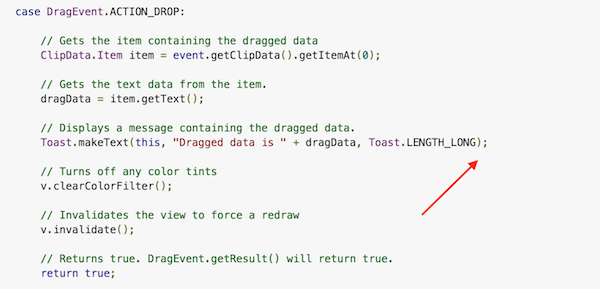 case DragEvent.ACTION_DROP:
// Gets the item containing the dragged data
ClipData.Item item = event.getClipData().getItemAt(0);
// Gets the text data from the item.
dragData = item.getText();
// Displays a message containing the dragged data.
Toast.makeText(this, "Dragged data is " + dragData, Toast.LENGTH_LONG);
// Turns off any color tints
v.clearColorFilter();
// Invalidates the view to force a redraw
v.invalidate();
// Returns true. DragEvent.getResult() will return true.
return true;